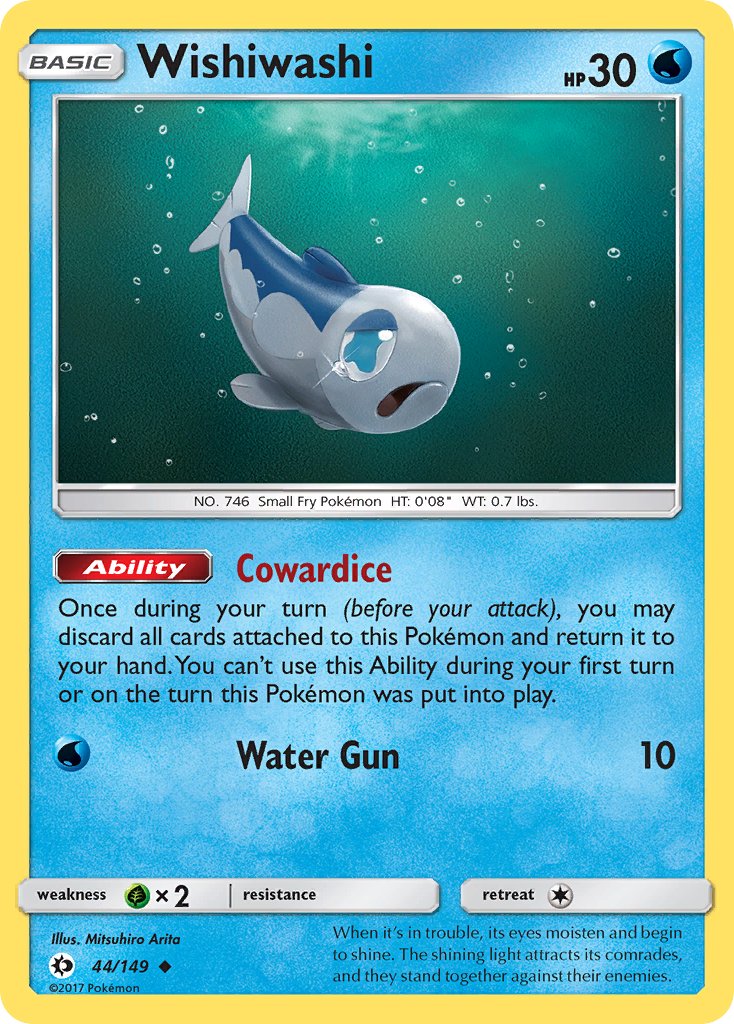 BASIC Wishiwashi HP 30
NO. 746 Small Fry Pokémon HT: 0'08" WT: 0.7 lbs.
Ability Cowardice
Once during your turn (before your attack), you may
discard all cards attached to this Pokémon and return it to
your hand. You can't use this Ability during your first turn
or on the turn this Pokémon was put into play.
Water Gun 10
weakness × 2 resistance retreat
Illus. Mitsuhiro Arita
44/149
©2017 Pokémon
When it's in trouble, its eyes moisten and begin
to shine. The shining light attracts its comrades,
and they stand together against their enemies.